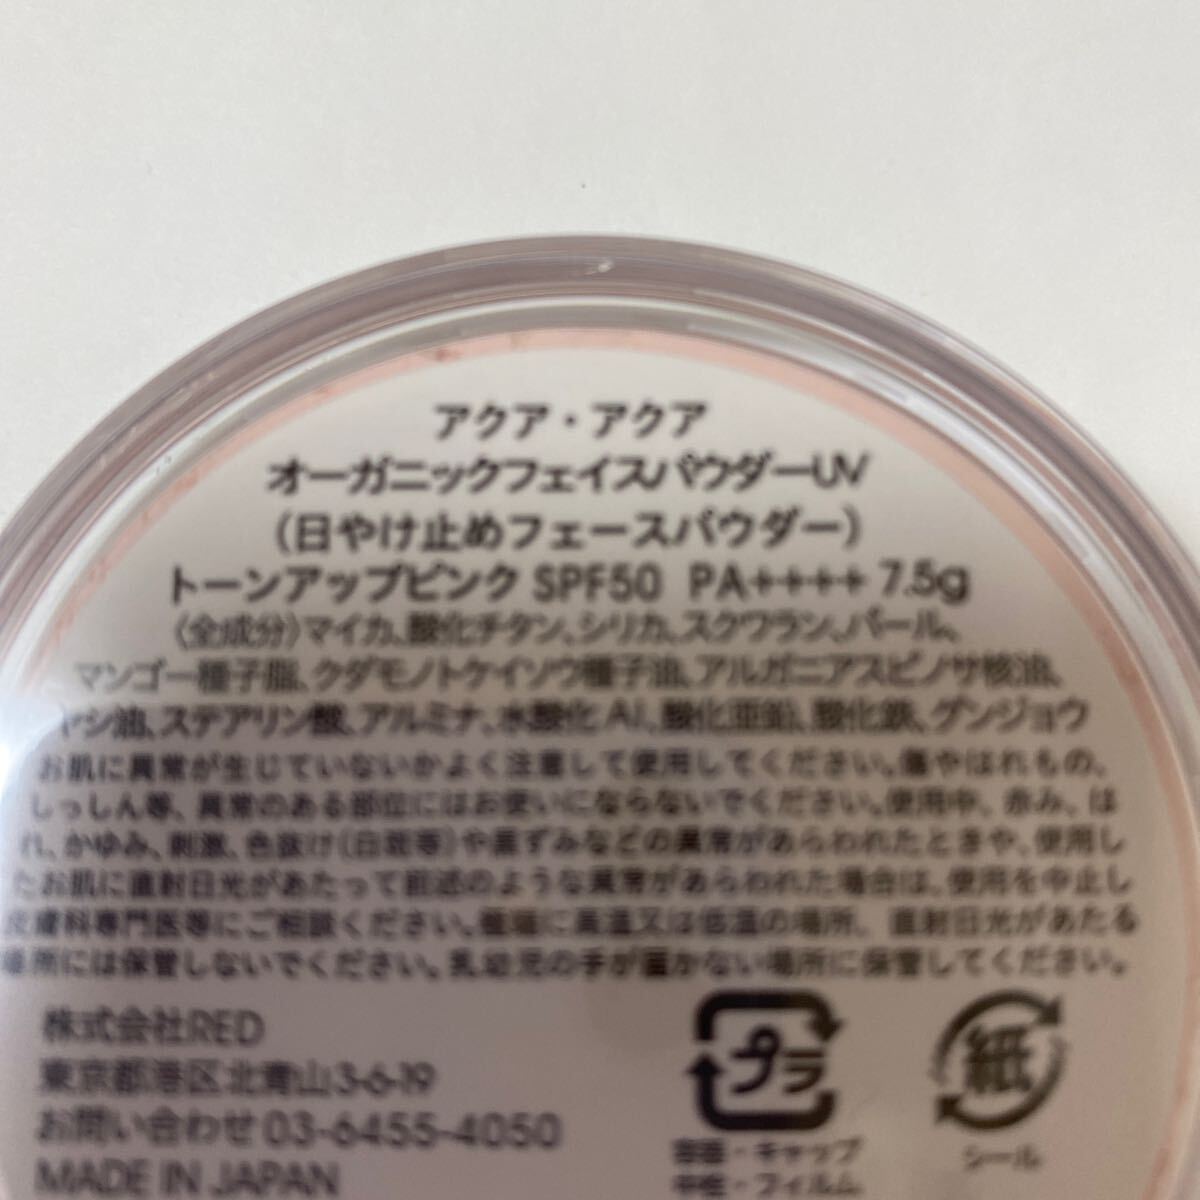 アクア・アクア
オーガニックフェイスパウダーUV
(日やけ止めフェースパウダー)
トーンアップピンク SPF50 PA++++ 7.5g
〈全成分〉マイカ、酸化チタン、シリカ、スクワラン、パール、
マンゴー種子脂、クダモノトケイソウ種子油、アルガニアスピノサ核油、
ヤシ油、ステアリン酸、アルミナ、水酸化Al、酸化亜鉛、酸化鉄、グンジョウ
お肌に異常が生じていないかよく注意して使用してください。傷やはれもの、
しっしん等、異常のある部位にはお使いにならないでください。使用中、赤み、は
れ、かゆみ、刺激、色抜け(白斑等)や黒ずみなどの異常があらわれたときや、使用し
たお肌に直射日光があたって前述のような異常があらわれた場合は、使用を中止し
皮膚科専門医等にご相談ください。極端に高温又は低温の場所、直射日光があたる
場所には保管しないでください。乳幼児の手が届かない場所に保管してください。
株式会社RED
東京都港区北青山3-6-19
お問い合わせ 03-6455-4050
MADE IN JAPAN
プラ
容器・キャップ
中栓・フィルム
紙
シール